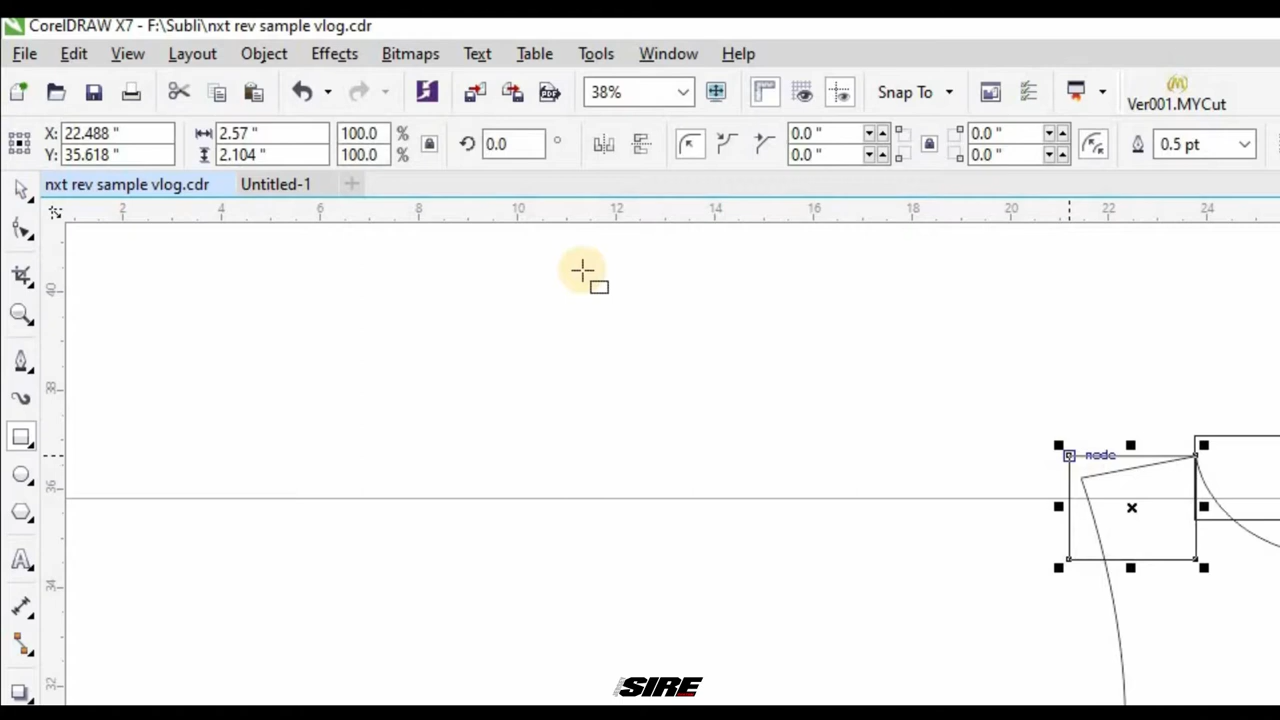 CorelDRAW X7 - F:\Subli\nxt rev sample vlog.cdr
File Edit View Layout Object Effects Bitmaps Text Table Tools Window Help
PDF 38% Snap To Ver001.MYCut
X: 22.488 " 2.57 " 100.0 % 0.0 ° 0.0 " 0.0 " 0.5 pt
Y: 35.618 " 2.104 " 100.0 % 0.0 " 0.0 "
nxt rev sample vlog.cdr Untitled-1
2 4 6 8 10 12 14 16 18 20 22 24
40
38
node
36
34
32
SIRE